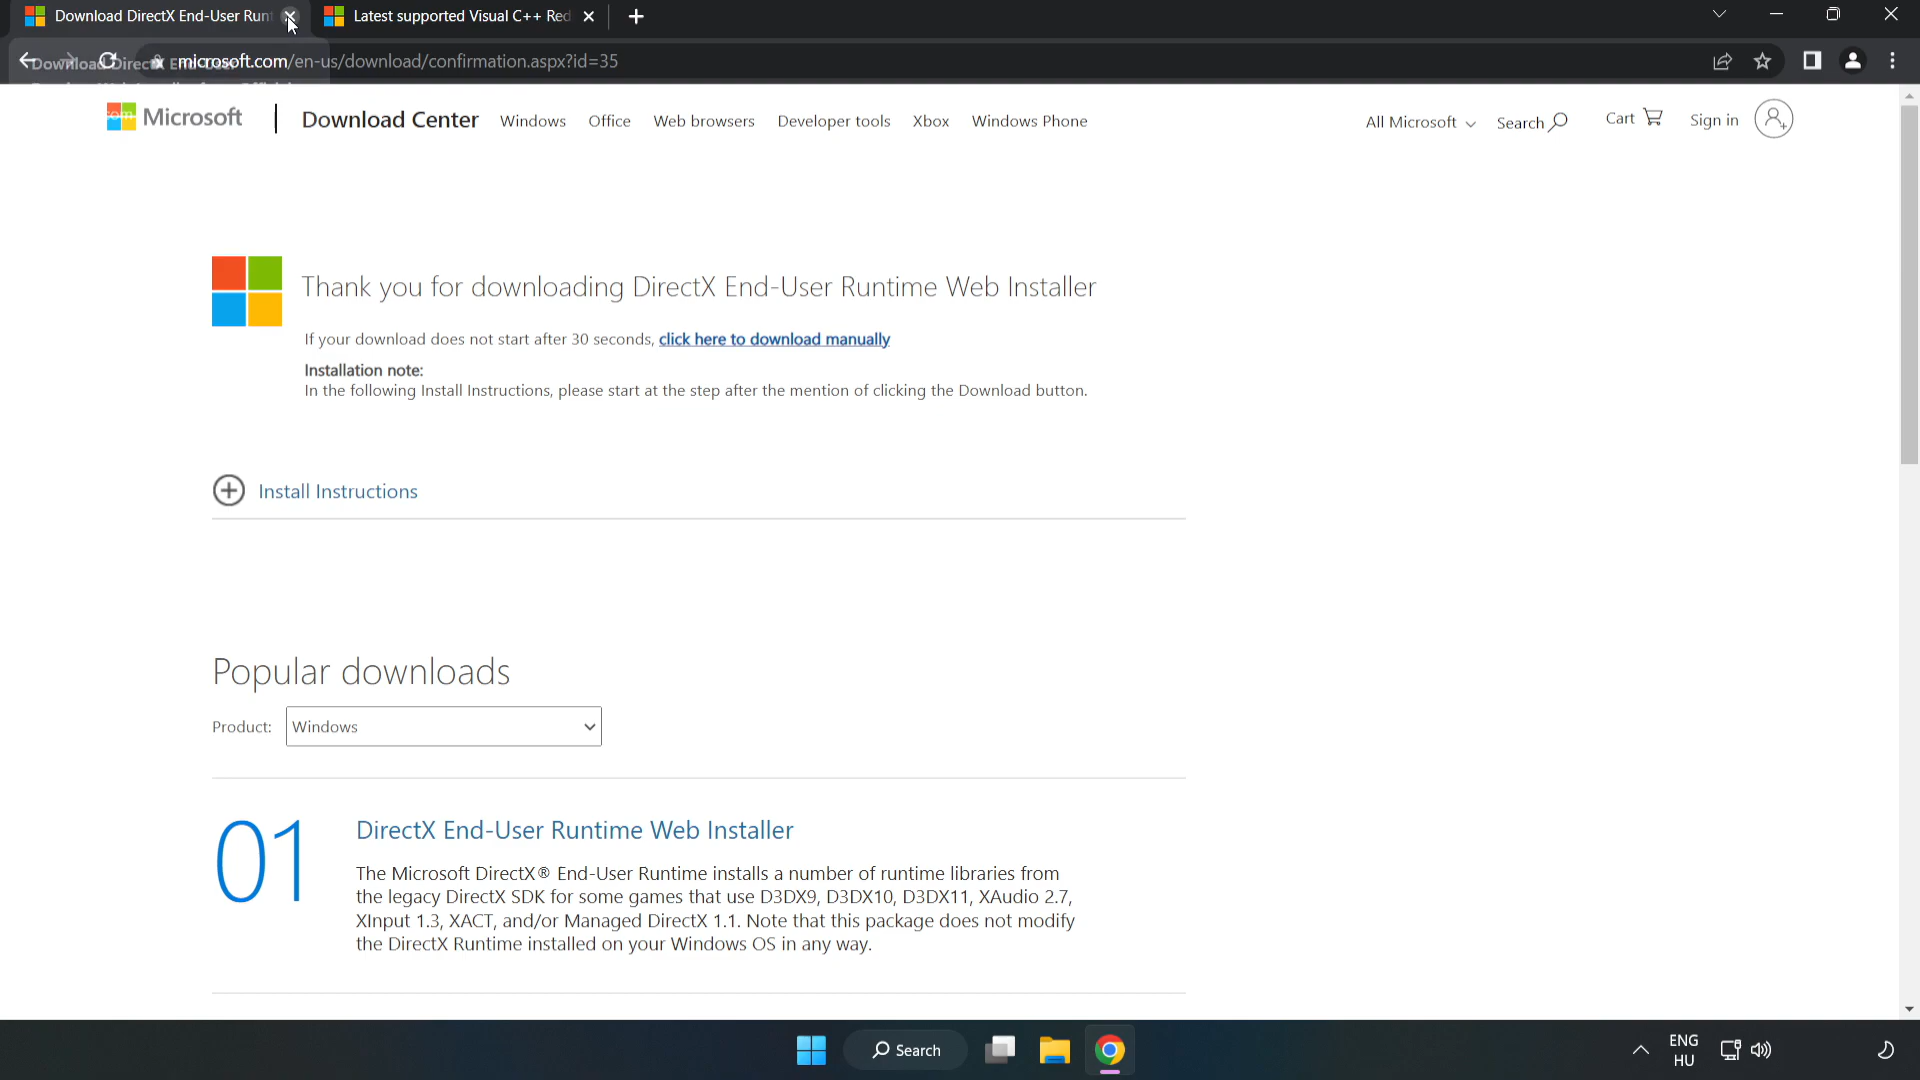 Download DirectX End-User Runt
Latest supported Visual C++ Red
microsoft.com/en-us/download/confirmation.aspx?id=35
Download DirectX End-User
Microsoft
Download Center
Windows
Office
Web browsers
Developer tools
Xbox
Windows Phone
All Microsoft
Search
Cart
Sign in
Thank you for downloading DirectX End-User Runtime Web Installer
If your download does not start after 30 seconds, click here to download manually
Installation note:
In the following Install Instructions, please start at the step after the mention of clicking the Download button.
Install Instructions
Popular downloads
Product:
Windows
01
DirectX End-User Runtime Web Installer
The Microsoft DirectX® End-User Runtime installs a number of runtime libraries from
the legacy DirectX SDK for some games that use D3DX9, D3DX10, D3DX11, XAudio 2.7,
XInput 1.3, XACT, and/or Managed DirectX 1.1. Note that this package does not modify
the DirectX Runtime installed on your Windows OS in any way.
Search
ENG
HU